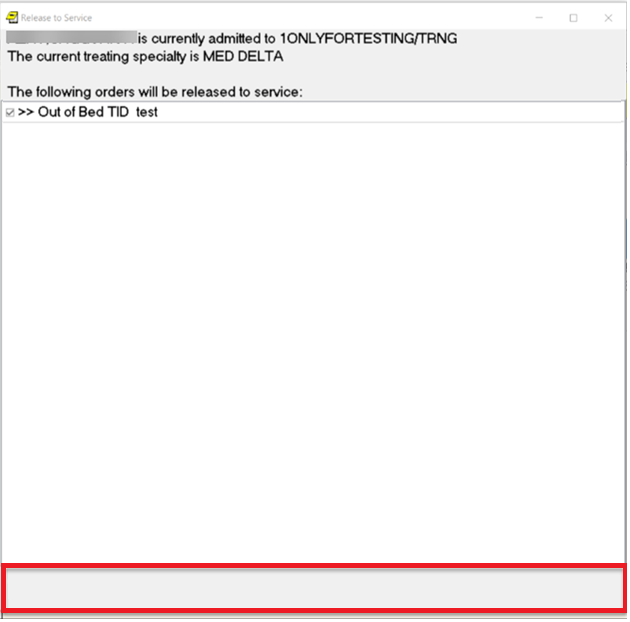 Release to Service
is currently admitted to 1ONLYFORTESTING/TRNG
The current treating specialty is MED DELTA
The following orders will be released to service:
>> Out of Bed TID test